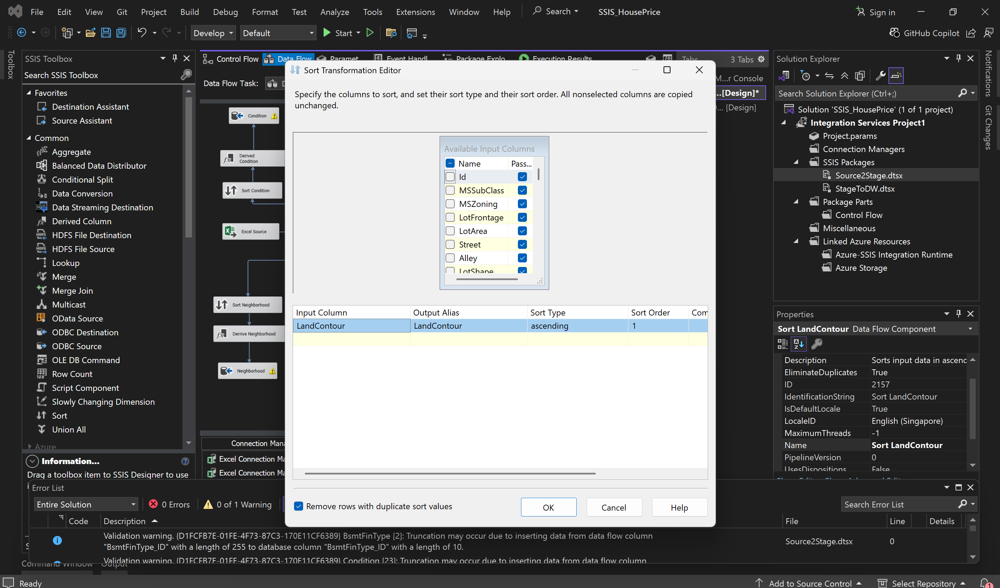 File Edit View Git Project Build Debug Format Test Analyze Tools Extensions Window Help Search SSIS_HousePrice Sign in
Develop Default Start GitHub Copilot
Toolbox
SSIS Toolbox
Search SSIS Toolbox
Favorites
Destination Assistant
Source Assistant
Common
Aggregate
Balanced Data Distributor
Conditional Split
Data Conversion
Data Streaming Destination
Derived Column
HDFS File Destination
HDFS File Source
Lookup
Merge
Merge Join
Multicast
OData Source
ODBC Destination
ODBC Source
OLE DB Command
Row Count
Script Component
Slowly Changing Dimension
Sort
Union All
Azure
Information...
Drag a toolbox item to SSIS Designer to use
Control Flow Data Flow Paramet Event Handl Package Explo Execution Results
Tabs 3 Tabs
Data Flow Task:
M...r Console
...[Design]*
... [Design]
Condition
Derived
Condition
Sort Condition
Excel Source
Sort Neighborhood
Derrive Neighborhood
Neighborhood
Connection Mana
Excel Connection Ma
Excel Connection Ma
Sort Transformation Editor
Specify the columns to sort, and set their sort type and their sort order. All nonselected columns are copied
unchanged.
Available Input Columns
Name Pass...
Id
MSSubClass
MSZoning
LotFrontage
LotArea
Street
Alley
LotShape
Input Column Output Alias Sort Type Sort Order Com
LandContour LandContour ascending 1
Remove rows with duplicate sort values
OK Cancel Help
Solution Explorer
Search Solution Explorer (Ctrl+;)
Solution 'SSIS_HousePrice' (1 of 1 project)
Integration Services Project1
Project.params
Connection Managers
SSIS Packages
Source2Stage.dtsx
StageToDW.dtsx
Package Parts
Control Flow
Miscellaneous
Linked Azure Resources
Azure-SSIS Integration Runtime
Azure Storage
Notifications
Git Changes
Properties
Sort LandContour Data Flow Component
Description Sorts input data in ascend
EliminateDuplicates True
ID 2157
IdentificationString Sort LandContour
IsDefaultLocale True
LocaleID English (Singapore)
MaximumThreads -1
Name Sort LandContour
PipelineVersion 0
UsesDispositions False
Error List
Entire Solution 0 Errors 0 of 1 Warning Search Error List
Code Description File Line Details
Validation warning. {D1FCFB7E-01FE-4F73-87C3-170E11CF6389} BsmtFinType [2]: Truncation may occur due to inserting data from data flow column
"BsmtFinType_ID" with a length of 255 to database column "BsmtFinType_ID" with a length of 10.
Source2Stage.dtsx 0
Validation warning. {D1FCFB7E-01FE-4F73-87C3-170E11CF6389} Condition [23]: Truncation may occur due to inserting data from data flow column
Command Window Output
Ready Add to Source Control Select Repository 1